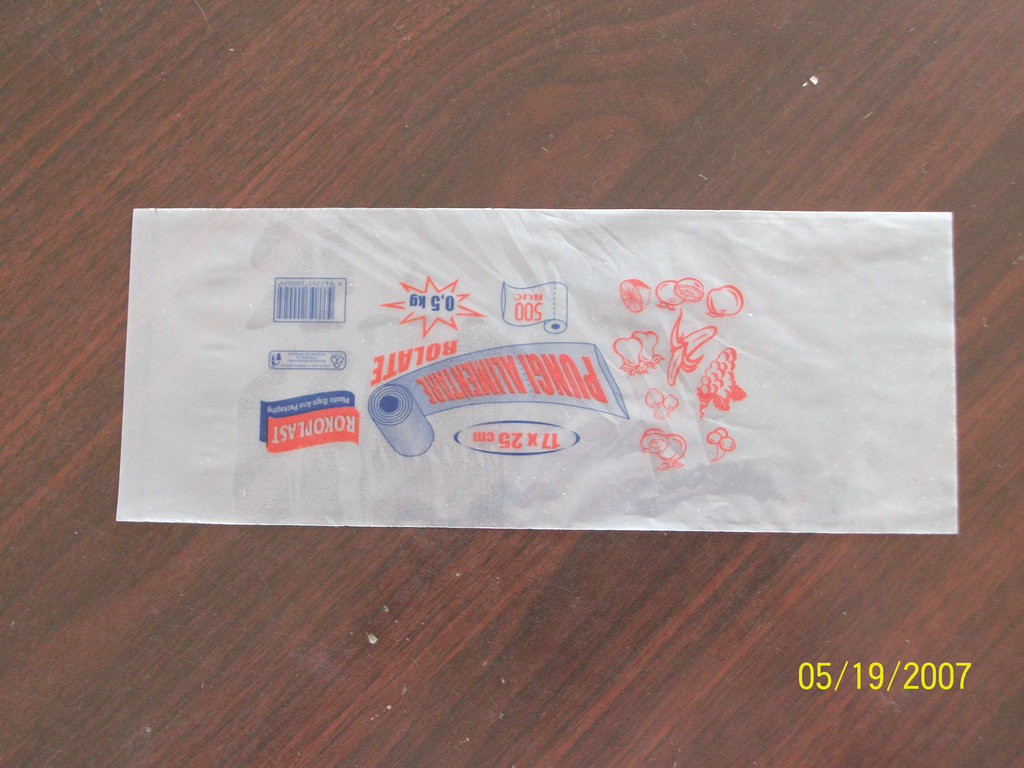 17 x 25 cm
PUNGI ALIMENTARE
ROLATE
500
BUC
0,5 kg
ROKOPLAST
Plastic Bags And Packaging
05/19/2007